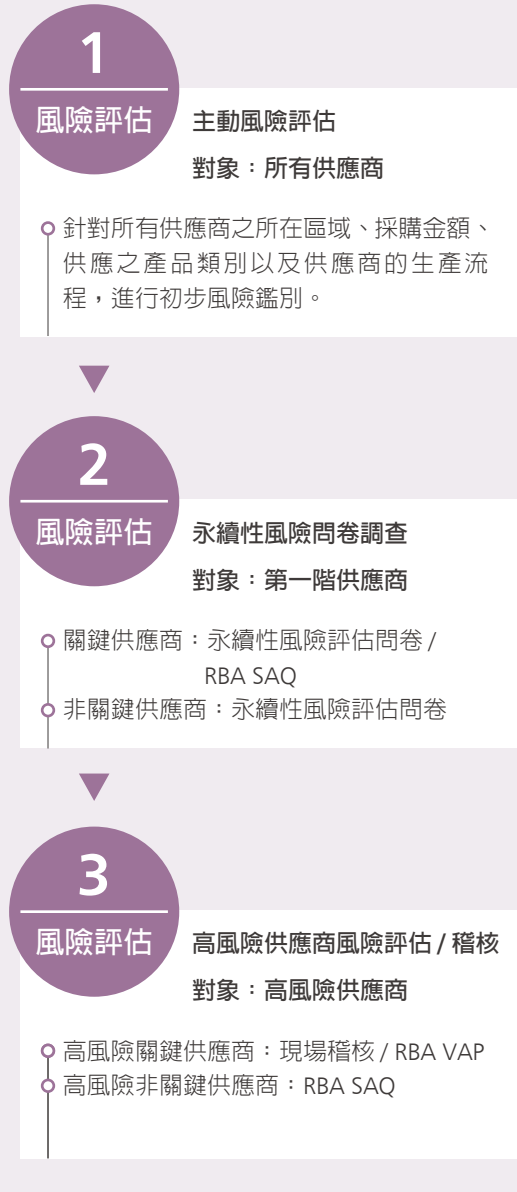 1
風險評估
主動風險評估
對象：所有供應商
針對所有供應商之所在區域、採購金額、
供應之產品類別以及供應商的生產流
程，進行初步風險鑑別。
2
風險評估
永續性風險問卷調查
對象：第一階供應商
關鍵供應商：永續性風險評估問卷 /
RBA SAQ
非關鍵供應商：永續性風險評估問卷
3
風險評估
高風險供應商風險評估 / 稽核
對象：高風險供應商
高風險關鍵供應商：現場稽核 / RBA VAP
高風險非關鍵供應商：RBA SAQ